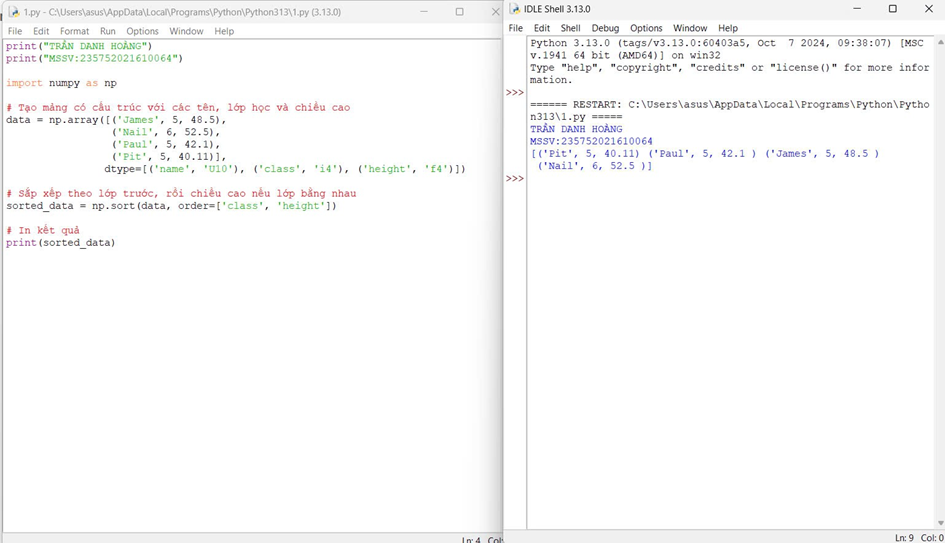 1.py - C:\Users\asus\AppData\Local\Programs\Python\Python313\1.py (3.13.0)
File Edit Format Run Options Window Help
print("TRẦN DANH HOÀNG")
print("MSSV:235752021610064")
import numpy as np
# Tạo mảng có cấu trúc với các tên, lớp học và chiều cao
data = np.array([('James', 5, 48.5),
('Nail', 6, 52.5),
('Paul', 5, 42.1),
('Pit', 5, 40.11)],
dtype=[('name', 'U10'), ('class', 'i4'), ('height', 'f4')])
# Sắp xếp theo lớp trước, rồi chiều cao nếu lớp bằng nhau
sorted_data = np.sort(data, order=['class', 'height'])
# In kết quả
print(sorted_data)
Ln: 4 Col:
IDLE Shell 3.13.0
File Edit Shell Debug Options Window Help
Python 3.13.0 (tags/v3.13.0:60403a5, Oct 7 2024, 09:38:07) [MSC
v.1941 64 bit (AMD64)] on win32
Type "help", "copyright", "credits" or "license()" for more infor
mation.
>>>
====== RESTART: C:\Users\asus\AppData\Local\Programs\Python\Pytho
n313\1.py =====
TRẦN DANH HOÀNG
MSSV:235752021610064
[('Pit', 5, 40.11) ('Paul', 5, 42.1 ) ('James', 5, 48.5 )
('Nail', 6, 52.5 )]
>>>
Ln: 9 Col: 0